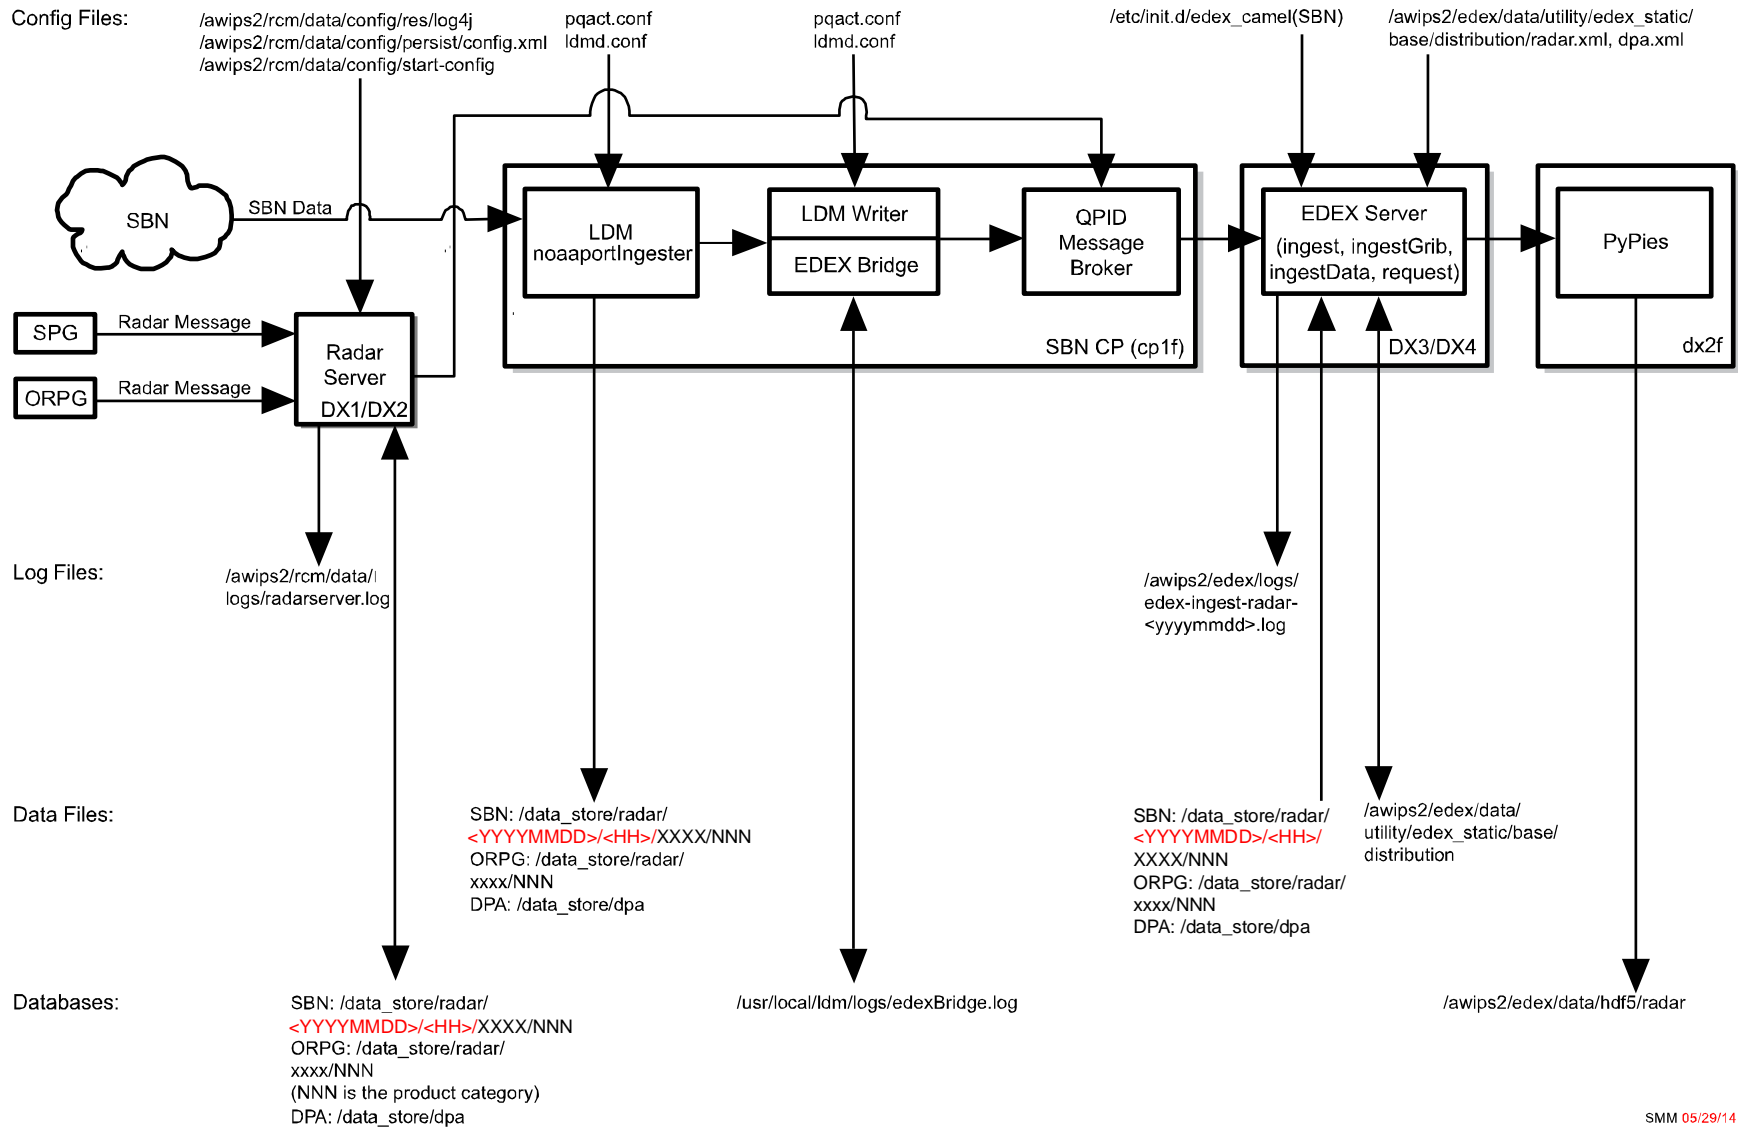 Config Files:
/awips2/rcm/data/config/res/log4j
/awips2/rcm/data/config/persist/config.xml
/awips2/rcm/data/config/start-config
pqact.conf
ldmd.conf
pqact.conf
ldmd.conf
/etc/init.d/edex_camel(SBN)
/awips2/edex/data/utility/edex_static/
base/distribution/radar.xml, dpa.xml
SBN
SBN Data
LDM
noaaportIngester
LDM Writer
EDEX Bridge
QPID
Message
Broker
SBN CP (cp1f)
EDEX Server
(ingest, ingestGrib,
ingestData, request)
DX3/DX4
PyPies
dx2f
SPG
Radar Message
ORPG
Radar Message
Radar
Server
DX1/DX2
Log Files:
/awips2/rcm/data/
logs/radarserver.log
/awips2/edex/logs/
edex-ingest-radar-
<yyyymmdd>.log
Data Files:
SBN: /data_store/radar/
<YYYYMMDD>/<HH>/XXXX/NNN
ORPG: /data_store/radar/
xxxx/NNN
DPA: /data_store/dpa
SBN: /data_store/radar/
<YYYYMMDD>/<HH>/
XXXX/NNN
ORPG: /data_store/radar/
xxxx/NNN
DPA: /data_store/dpa
/awips2/edex/data/
utility/edex_static/base/
distribution
Databases:
SBN: /data_store/radar/
<YYYYMMDD>/<HH>/XXXX/NNN
ORPG: /data_store/radar/
xxxx/NNN
(NNN is the product category)
DPA: /data_store/dpa
/usr/local/ldm/logs/edexBridge.log
/awips2/edex/data/hdf5/radar
SMM 05/29/14